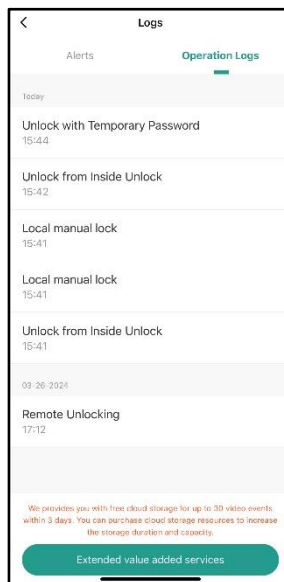 Logs
Alerts
Operation Logs
Today
Unlock with Temporary Password
15:44
Unlock from Inside Unlock
15:42
Local manual lock
15:41
Local manual lock
15:41
Unlock from Inside Unlock
15:41
03-26-2024
Remote Unlocking
17:12
We provides you with free cloud storage for up to 30 video events
within 3 days. You can purchase cloud storage resources to increase
the storage duration and capacity.
Extended value added services